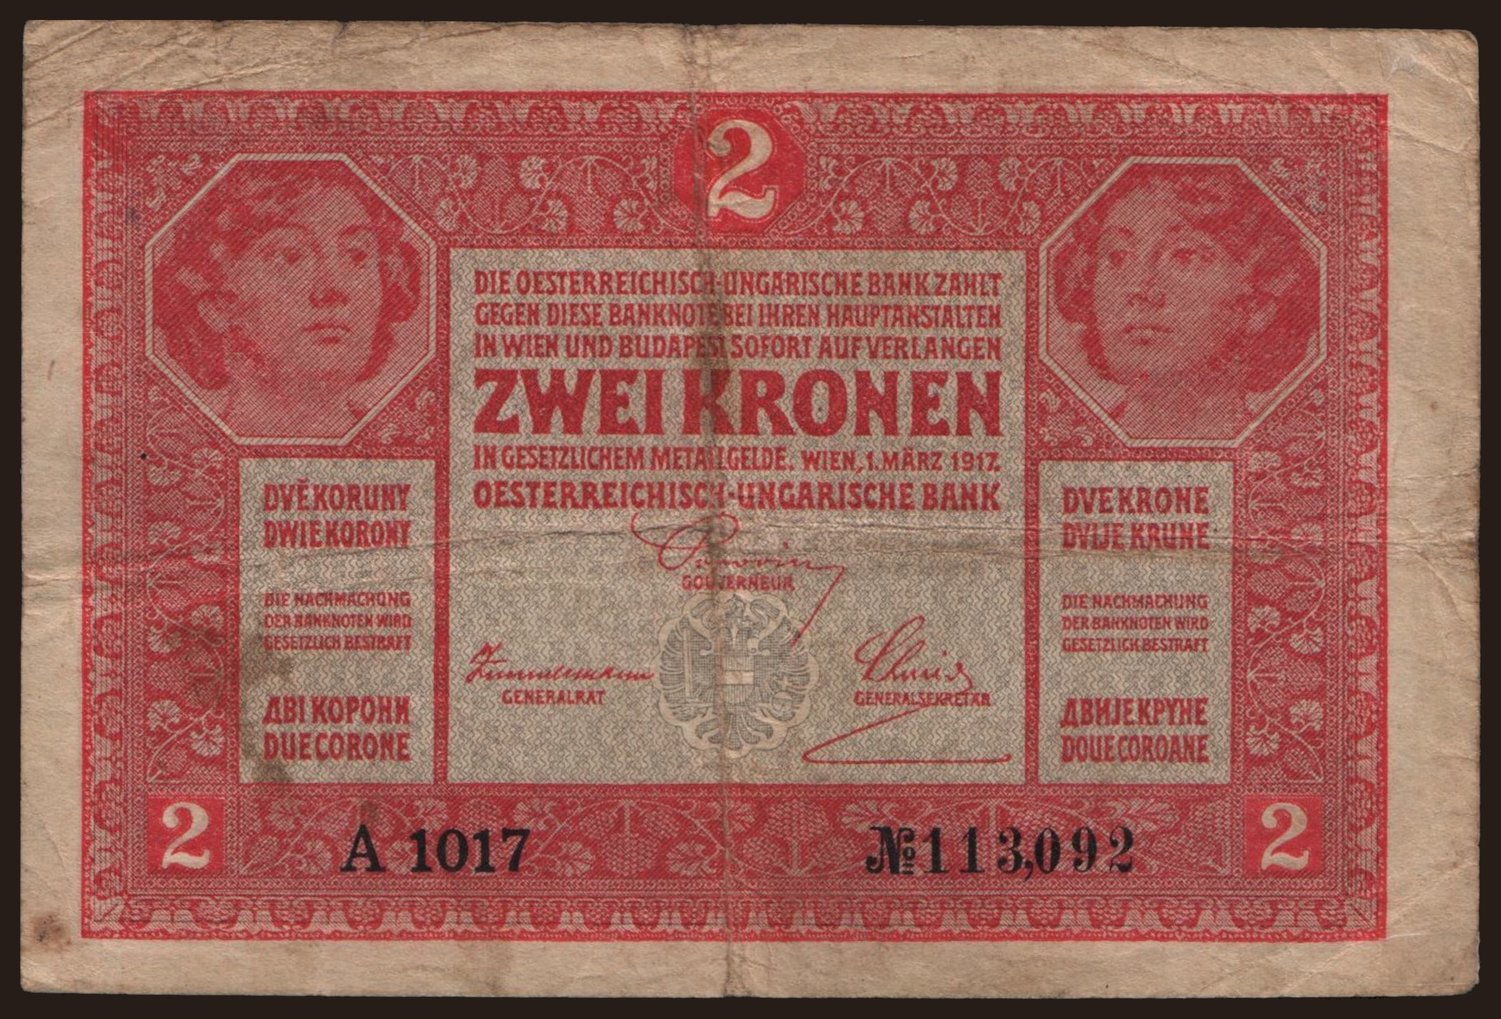 2
DIE OESTERREICHISCH-UNGARISCHE BANK ZAHLT
GEGEN DIESE BANKNOTE BEI IHREN HAUPTANSTALTEN
IN WIEN UND BUDAPEST SOFORT AUF VERLANGEN
ZWEI KRONEN
IN GESETZLICHEM METALLGELDE. WIEN, 1. MÄRZ 1917.
OESTERREICHISCH-UNGARISCHE BANK
GOUVERNEUR
GENERALRAT
GENERALSEKRETÄR
DVĚ KORUNY
DWIE KORONY
DIE NACHMACHUNG
DER BANKNOTEN WIRD
GESETZLICH BESTRAFT
ДВІ КОРОНИ
DUE CORONE
DVE KRONE
DVIJE KRUNE
DIE NACHMACHUNG
DER BANKNOTEN WIRD
GESETZLICH BESTRAFT
ДВИЈЕ КРУНЕ
DOUE COROANE
2
A 1017
№ 113,092
2